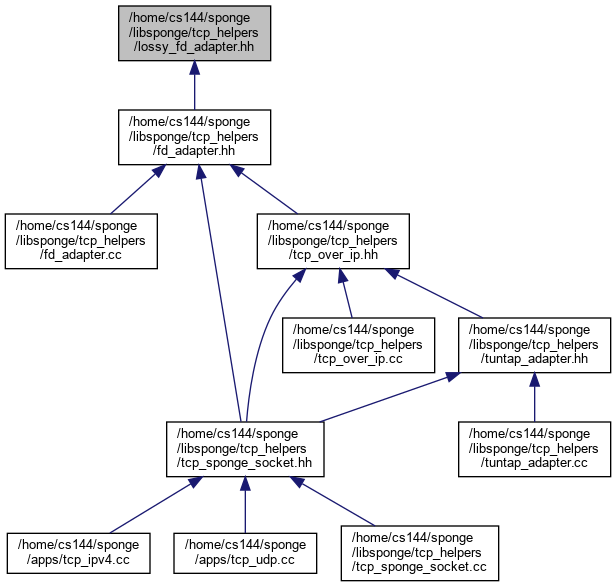 /home/cs144/sponge
/libsponge/tcp_helpers
/lossy_fd_adapter.hh
/home/cs144/sponge
/libsponge/tcp_helpers
/fd_adapter.hh
/home/cs144/sponge
/libsponge/tcp_helpers
/fd_adapter.cc
/home/cs144/sponge
/libsponge/tcp_helpers
/tcp_over_ip.hh
/home/cs144/sponge
/libsponge/tcp_helpers
/tcp_over_ip.cc
/home/cs144/sponge
/libsponge/tcp_helpers
/tuntap_adapter.hh
/home/cs144/sponge
/libsponge/tcp_helpers
/tcp_sponge_socket.hh
/home/cs144/sponge
/libsponge/tcp_helpers
/tuntap_adapter.cc
/home/cs144/sponge
/apps/tcp_ipv4.cc
/home/cs144/sponge
/apps/tcp_udp.cc
/home/cs144/sponge
/libsponge/tcp_helpers
/tcp_sponge_socket.cc